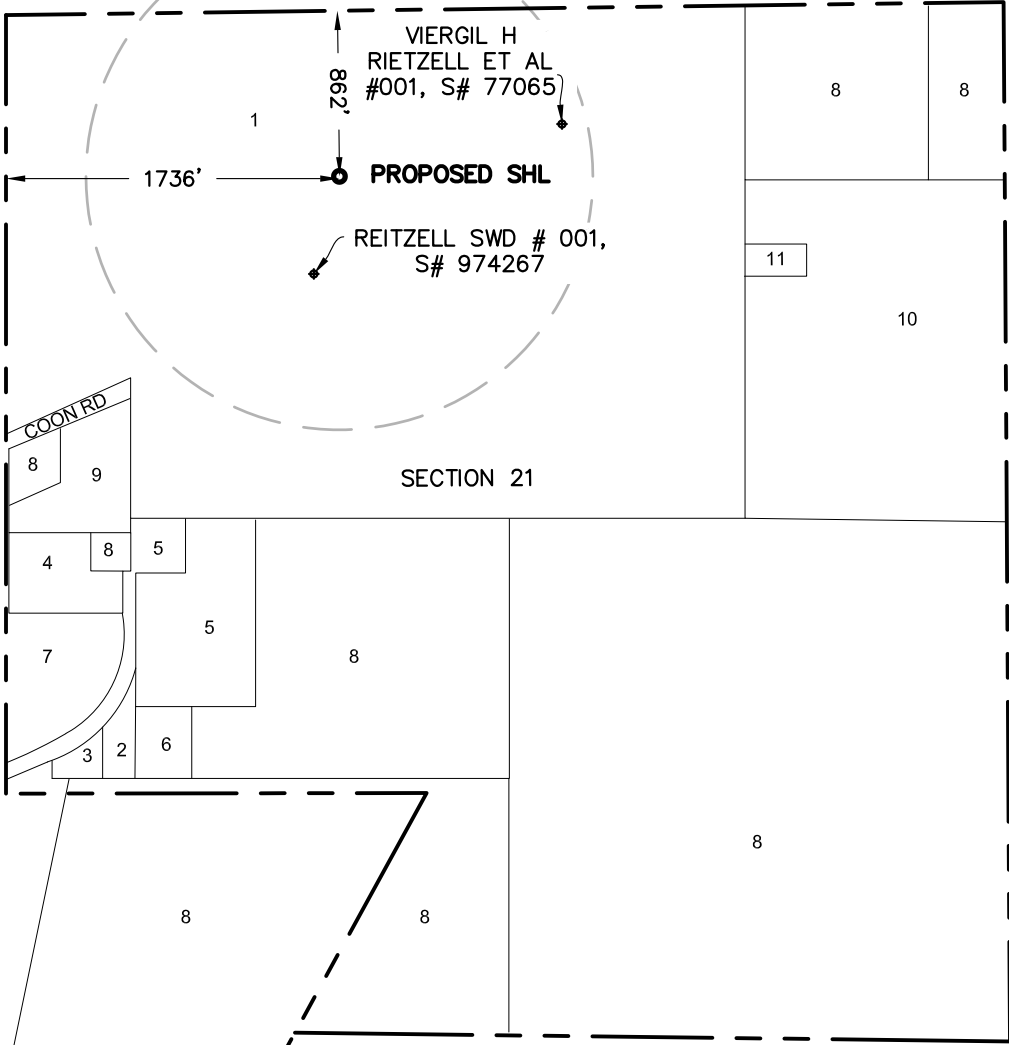 VIERGIL H
RIETZELL ET AL
#001, S# 77065
862'
8
8
1
1736'
PROPOSED SHL
REITZELL SWD # 001,
S# 974267
11
10
COON RD
8
9
SECTION 21
4
8
5
5
7
8
3
2
6
8
8
8